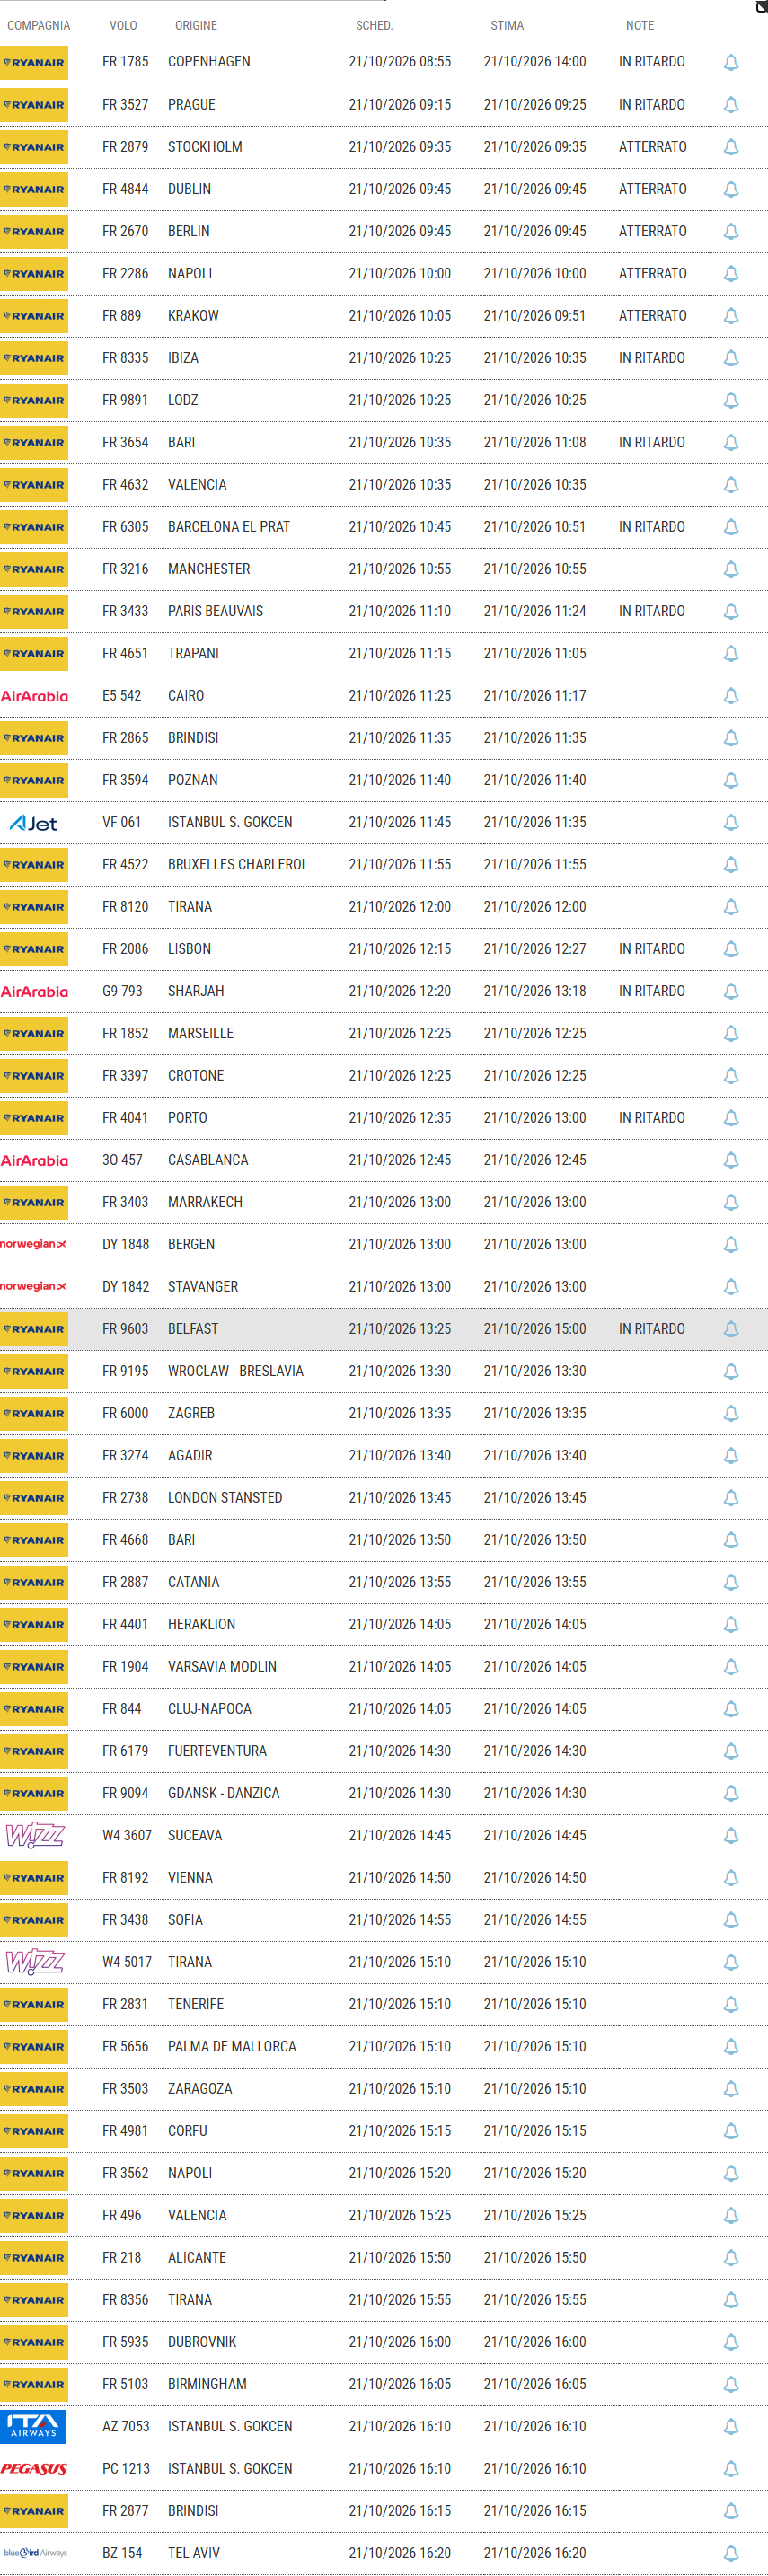 COMPAGNIA VOLO ORIGINE SCHED. STIMA NOTE
RYANAIR FR 1785 COPENHAGEN 21/10/2026 08:55 21/10/2026 14:00 IN RITARDO
RYANAIR FR 3527 PRAGUE 21/10/2026 09:15 21/10/2026 09:25 IN RITARDO
RYANAIR FR 2879 STOCKHOLM 21/10/2026 09:35 21/10/2026 09:35 ATTERRATO
RYANAIR FR 4844 DUBLIN 21/10/2026 09:45 21/10/2026 09:45 ATTERRATO
RYANAIR FR 2670 BERLIN 21/10/2026 09:45 21/10/2026 09:45 ATTERRATO
RYANAIR FR 2286 NAPOLI 21/10/2026 10:00 21/10/2026 10:00 ATTERRATO
RYANAIR FR 889 KRAKOW 21/10/2026 10:05 21/10/2026 09:51 ATTERRATO
RYANAIR FR 8335 IBIZA 21/10/2026 10:25 21/10/2026 10:35 IN RITARDO
RYANAIR FR 9891 LODZ 21/10/2026 10:25 21/10/2026 10:25
RYANAIR FR 3654 BARI 21/10/2026 10:35 21/10/2026 11:08 IN RITARDO
RYANAIR FR 4632 VALENCIA 21/10/2026 10:35 21/10/2026 10:35
RYANAIR FR 6305 BARCELONA EL PRAT 21/10/2026 10:45 21/10/2026 10:51 IN RITARDO
RYANAIR FR 3216 MANCHESTER 21/10/2026 10:55 21/10/2026 10:55
RYANAIR FR 3433 PARIS BEAUVAIS 21/10/2026 11:10 21/10/2026 11:24 IN RITARDO
RYANAIR FR 4651 TRAPANI 21/10/2026 11:15 21/10/2026 11:05
AirArabia E5 542 CAIRO 21/10/2026 11:25 21/10/2026 11:17
RYANAIR FR 2865 BRINDISI 21/10/2026 11:35 21/10/2026 11:35
RYANAIR FR 3594 POZNAN 21/10/2026 11:40 21/10/2026 11:40
AJet VF 061 ISTANBUL S. GOKCEN 21/10/2026 11:45 21/10/2026 11:35
RYANAIR FR 4522 BRUXELLES CHARLEROI 21/10/2026 11:55 21/10/2026 11:55
RYANAIR FR 8120 TIRANA 21/10/2026 12:00 21/10/2026 12:00
RYANAIR FR 2086 LISBON 21/10/2026 12:15 21/10/2026 12:27 IN RITARDO
AirArabia G9 793 SHARJAH 21/10/2026 12:20 21/10/2026 13:18 IN RITARDO
RYANAIR FR 1852 MARSEILLE 21/10/2026 12:25 21/10/2026 12:25
RYANAIR FR 3397 CROTONE 21/10/2026 12:25 21/10/2026 12:25
RYANAIR FR 4041 PORTO 21/10/2026 12:35 21/10/2026 13:00 IN RITARDO
AirArabia 3O 457 CASABLANCA 21/10/2026 12:45 21/10/2026 12:45
RYANAIR FR 3403 MARRAKECH 21/10/2026 13:00 21/10/2026 13:00
norwegian DY 1848 BERGEN 21/10/2026 13:00 21/10/2026 13:00
norwegian DY 1842 STAVANGER 21/10/2026 13:00 21/10/2026 13:00
RYANAIR FR 9603 BELFAST 21/10/2026 13:25 21/10/2026 15:00 IN RITARDO
RYANAIR FR 9195 WROCLAW - BRESLAVIA 21/10/2026 13:30 21/10/2026 13:30
RYANAIR FR 6000 ZAGREB 21/10/2026 13:35 21/10/2026 13:35
RYANAIR FR 3274 AGADIR 21/10/2026 13:40 21/10/2026 13:40
RYANAIR FR 2738 LONDON STANSTED 21/10/2026 13:45 21/10/2026 13:45
RYANAIR FR 4668 BARI 21/10/2026 13:50 21/10/2026 13:50
RYANAIR FR 2887 CATANIA 21/10/2026 13:55 21/10/2026 13:55
RYANAIR FR 4401 HERAKLION 21/10/2026 14:05 21/10/2026 14:05
RYANAIR FR 1904 VARSAVIA MODLIN 21/10/2026 14:05 21/10/2026 14:05
RYANAIR FR 844 CLUJ-NAPOCA 21/10/2026 14:05 21/10/2026 14:05
RYANAIR FR 6179 FUERTEVENTURA 21/10/2026 14:30 21/10/2026 14:30
RYANAIR FR 9094 GDANSK - DANZICA 21/10/2026 14:30 21/10/2026 14:30
WIZZ W4 3607 SUCEAVA 21/10/2026 14:45 21/10/2026 14:45
RYANAIR FR 8192 VIENNA 21/10/2026 14:50 21/10/2026 14:50
RYANAIR FR 3438 SOFIA 21/10/2026 14:55 21/10/2026 14:55
WIZZ W4 5017 TIRANA 21/10/2026 15:10 21/10/2026 15:10
RYANAIR FR 2831 TENERIFE 21/10/2026 15:10 21/10/2026 15:10
RYANAIR FR 5656 PALMA DE MALLORCA 21/10/2026 15:10 21/10/2026 15:10
RYANAIR FR 3503 ZARAGOZA 21/10/2026 15:10 21/10/2026 15:10
RYANAIR FR 4981 CORFU 21/10/2026 15:15 21/10/2026 15:15
RYANAIR FR 3562 NAPOLI 21/10/2026 15:20 21/10/2026 15:20
RYANAIR FR 496 VALENCIA 21/10/2026 15:25 21/10/2026 15:25
RYANAIR FR 218 ALICANTE 21/10/2026 15:50 21/10/2026 15:50
RYANAIR FR 8356 TIRANA 21/10/2026 15:55 21/10/2026 15:55
RYANAIR FR 5935 DUBROVNIK 21/10/2026 16:00 21/10/2026 16:00
RYANAIR FR 5103 BIRMINGHAM 21/10/2026 16:05 21/10/2026 16:05
ITA AIRWAYS AZ 7053 ISTANBUL S. GOKCEN 21/10/2026 16:10 21/10/2026 16:10
PEGASUS PC 1213 ISTANBUL S. GOKCEN 21/10/2026 16:10 21/10/2026 16:10
RYANAIR FR 2877 BRINDISI 21/10/2026 16:15 21/10/2026 16:15
blueBird Airways BZ 154 TEL AVIV 21/10/2026 16:20 21/10/2026 16:20